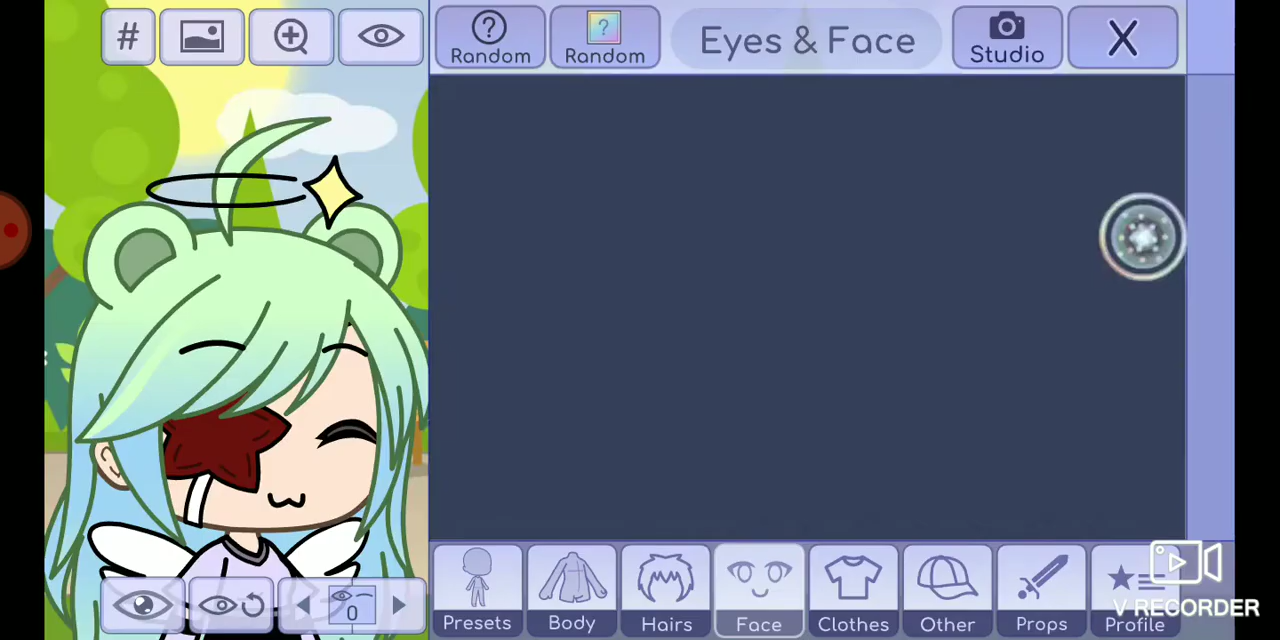 #
? Random
? Random
Eyes & Face
Studio
X
0
Presets
Body
Hairs
Face
Clothes
Other
Props
Profile
V RECORDER